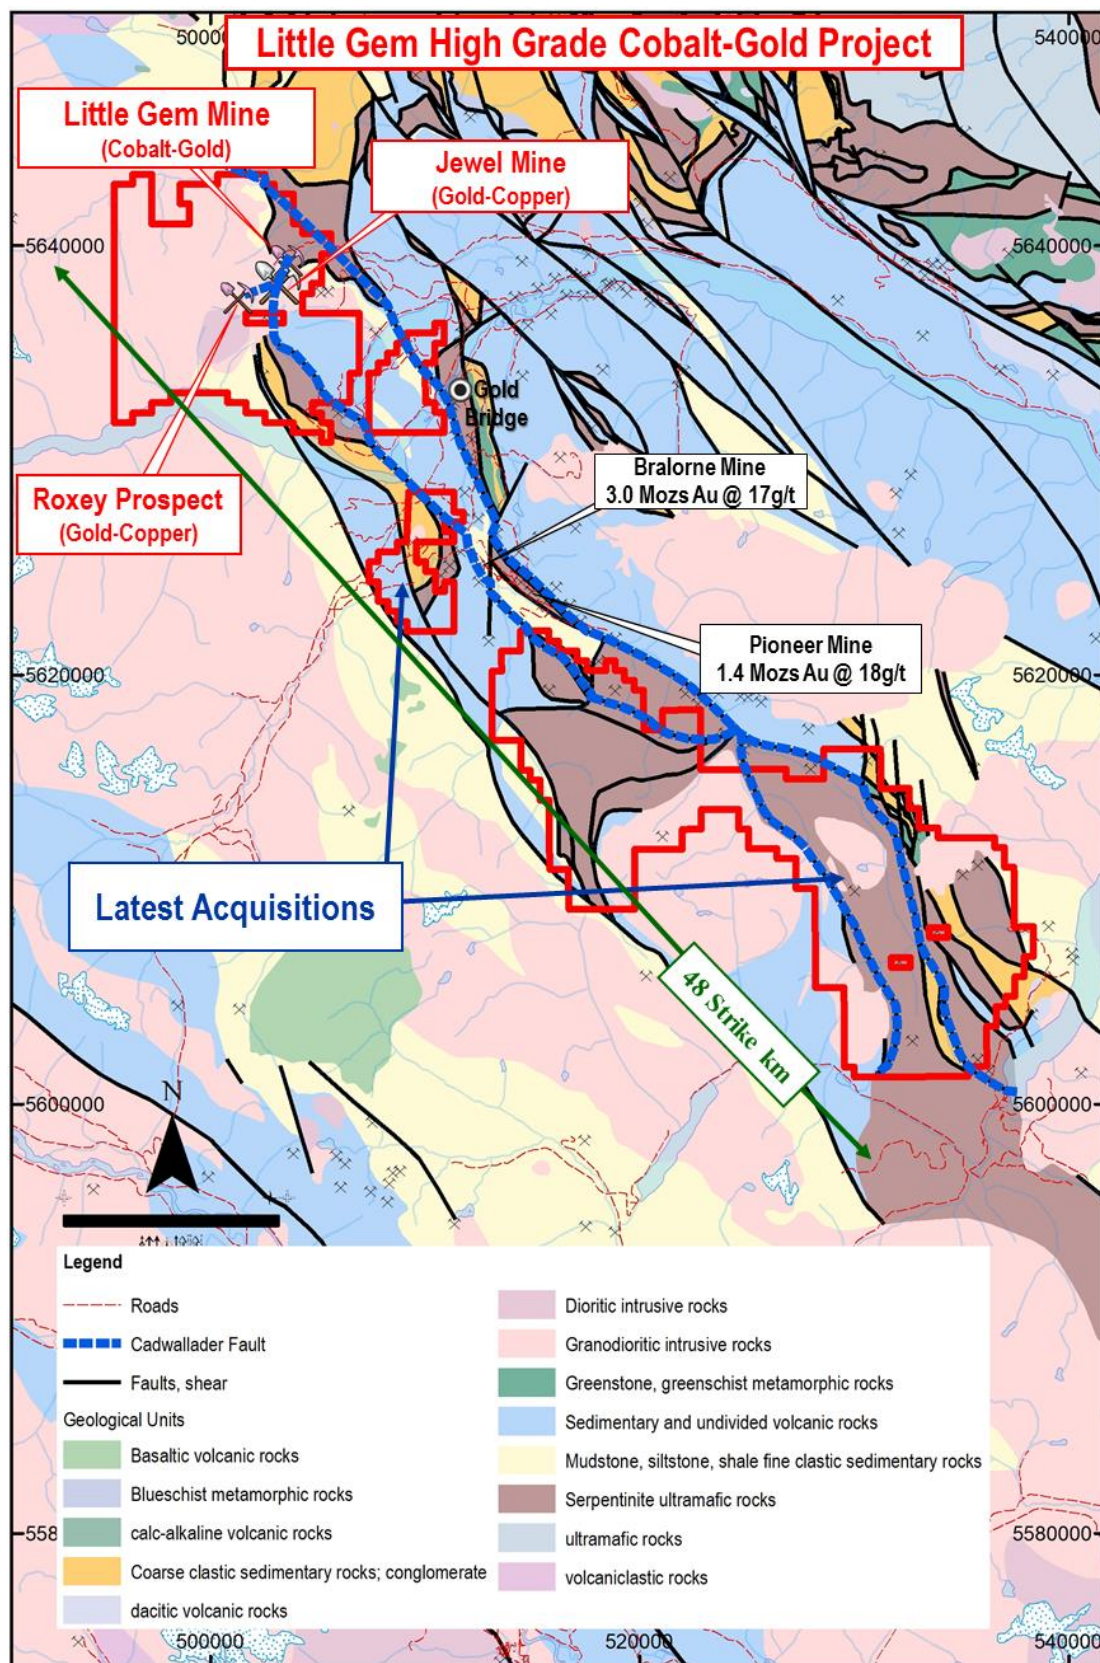 50000
Little Gem High Grade Cobalt-Gold Project
540000
Little Gem Mine
(Cobalt-Gold)
Jewel Mine
(Gold-Copper)
5640000
5640000
Gold
Bridge
Bralorne Mine
3.0 Mozs Au @ 17g/t
Roxey Prospect
(Gold-Copper)
Pioneer Mine
1.4 Mozs Au @ 18g/t
5620000
5620000
Latest Acquisitions
48 Strike km
N
5600000
5600000
Legend
Roads
Cadwallader Fault
Faults, shear
Geological Units
Basaltic volcanic rocks
Blueschist metamorphic rocks
calc-alkaline volcanic rocks
Coarse clastic sedimentary rocks; conglomerate
dacitic volcanic rocks
Dioritic intrusive rocks
Granodioritic intrusive rocks
Greenstone, greenschist metamorphic rocks
Sedimentary and undivided volcanic rocks
Mudstone, siltstone, shale fine clastic sedimentary rocks
Serpentinite ultramafic rocks
ultramafic rocks
volcaniclastic rocks
558
5580000
500000
520000
540000